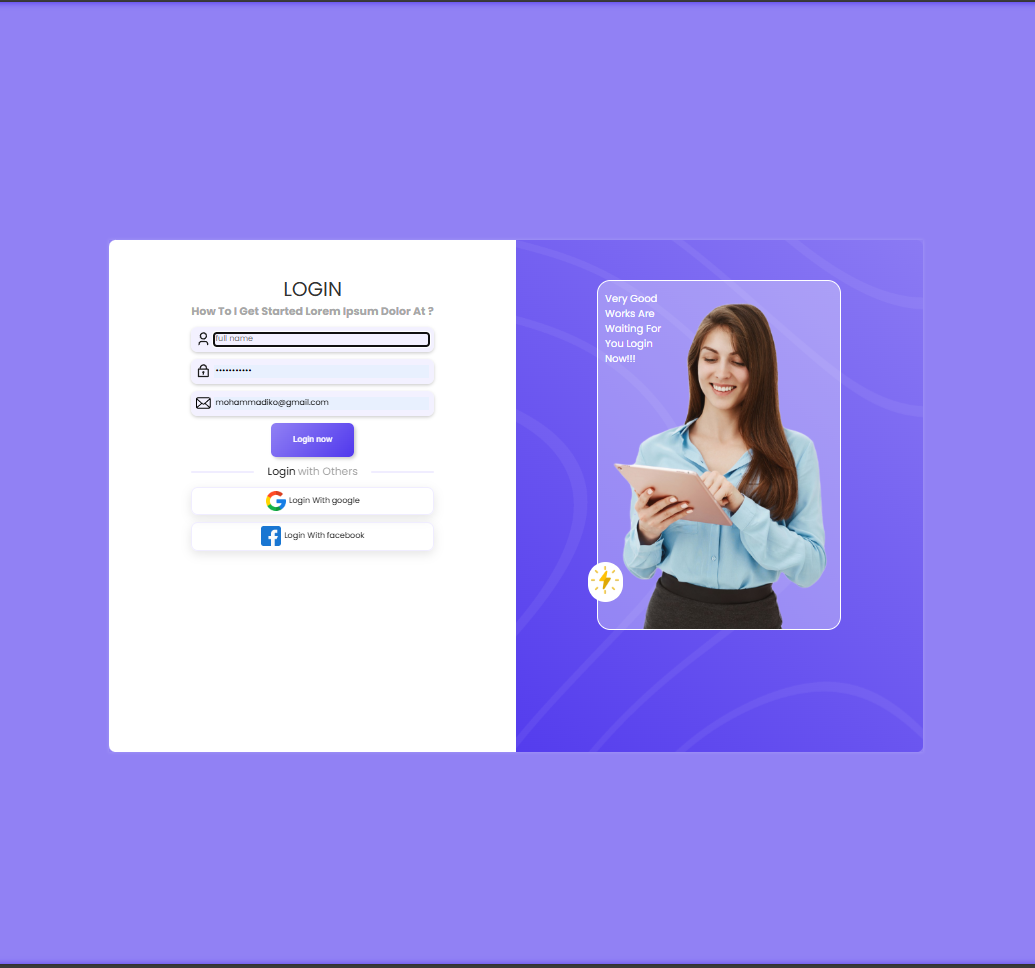 LOGIN
How To I Get Started Lorem Ipsum Dolor At ?
full name
•••••••••••
mohammadiko@gmail.com
Login now
Login with Others
Login With google
Login With facebook
Very Good
Works Are
Waiting For
You Login
Now!!!